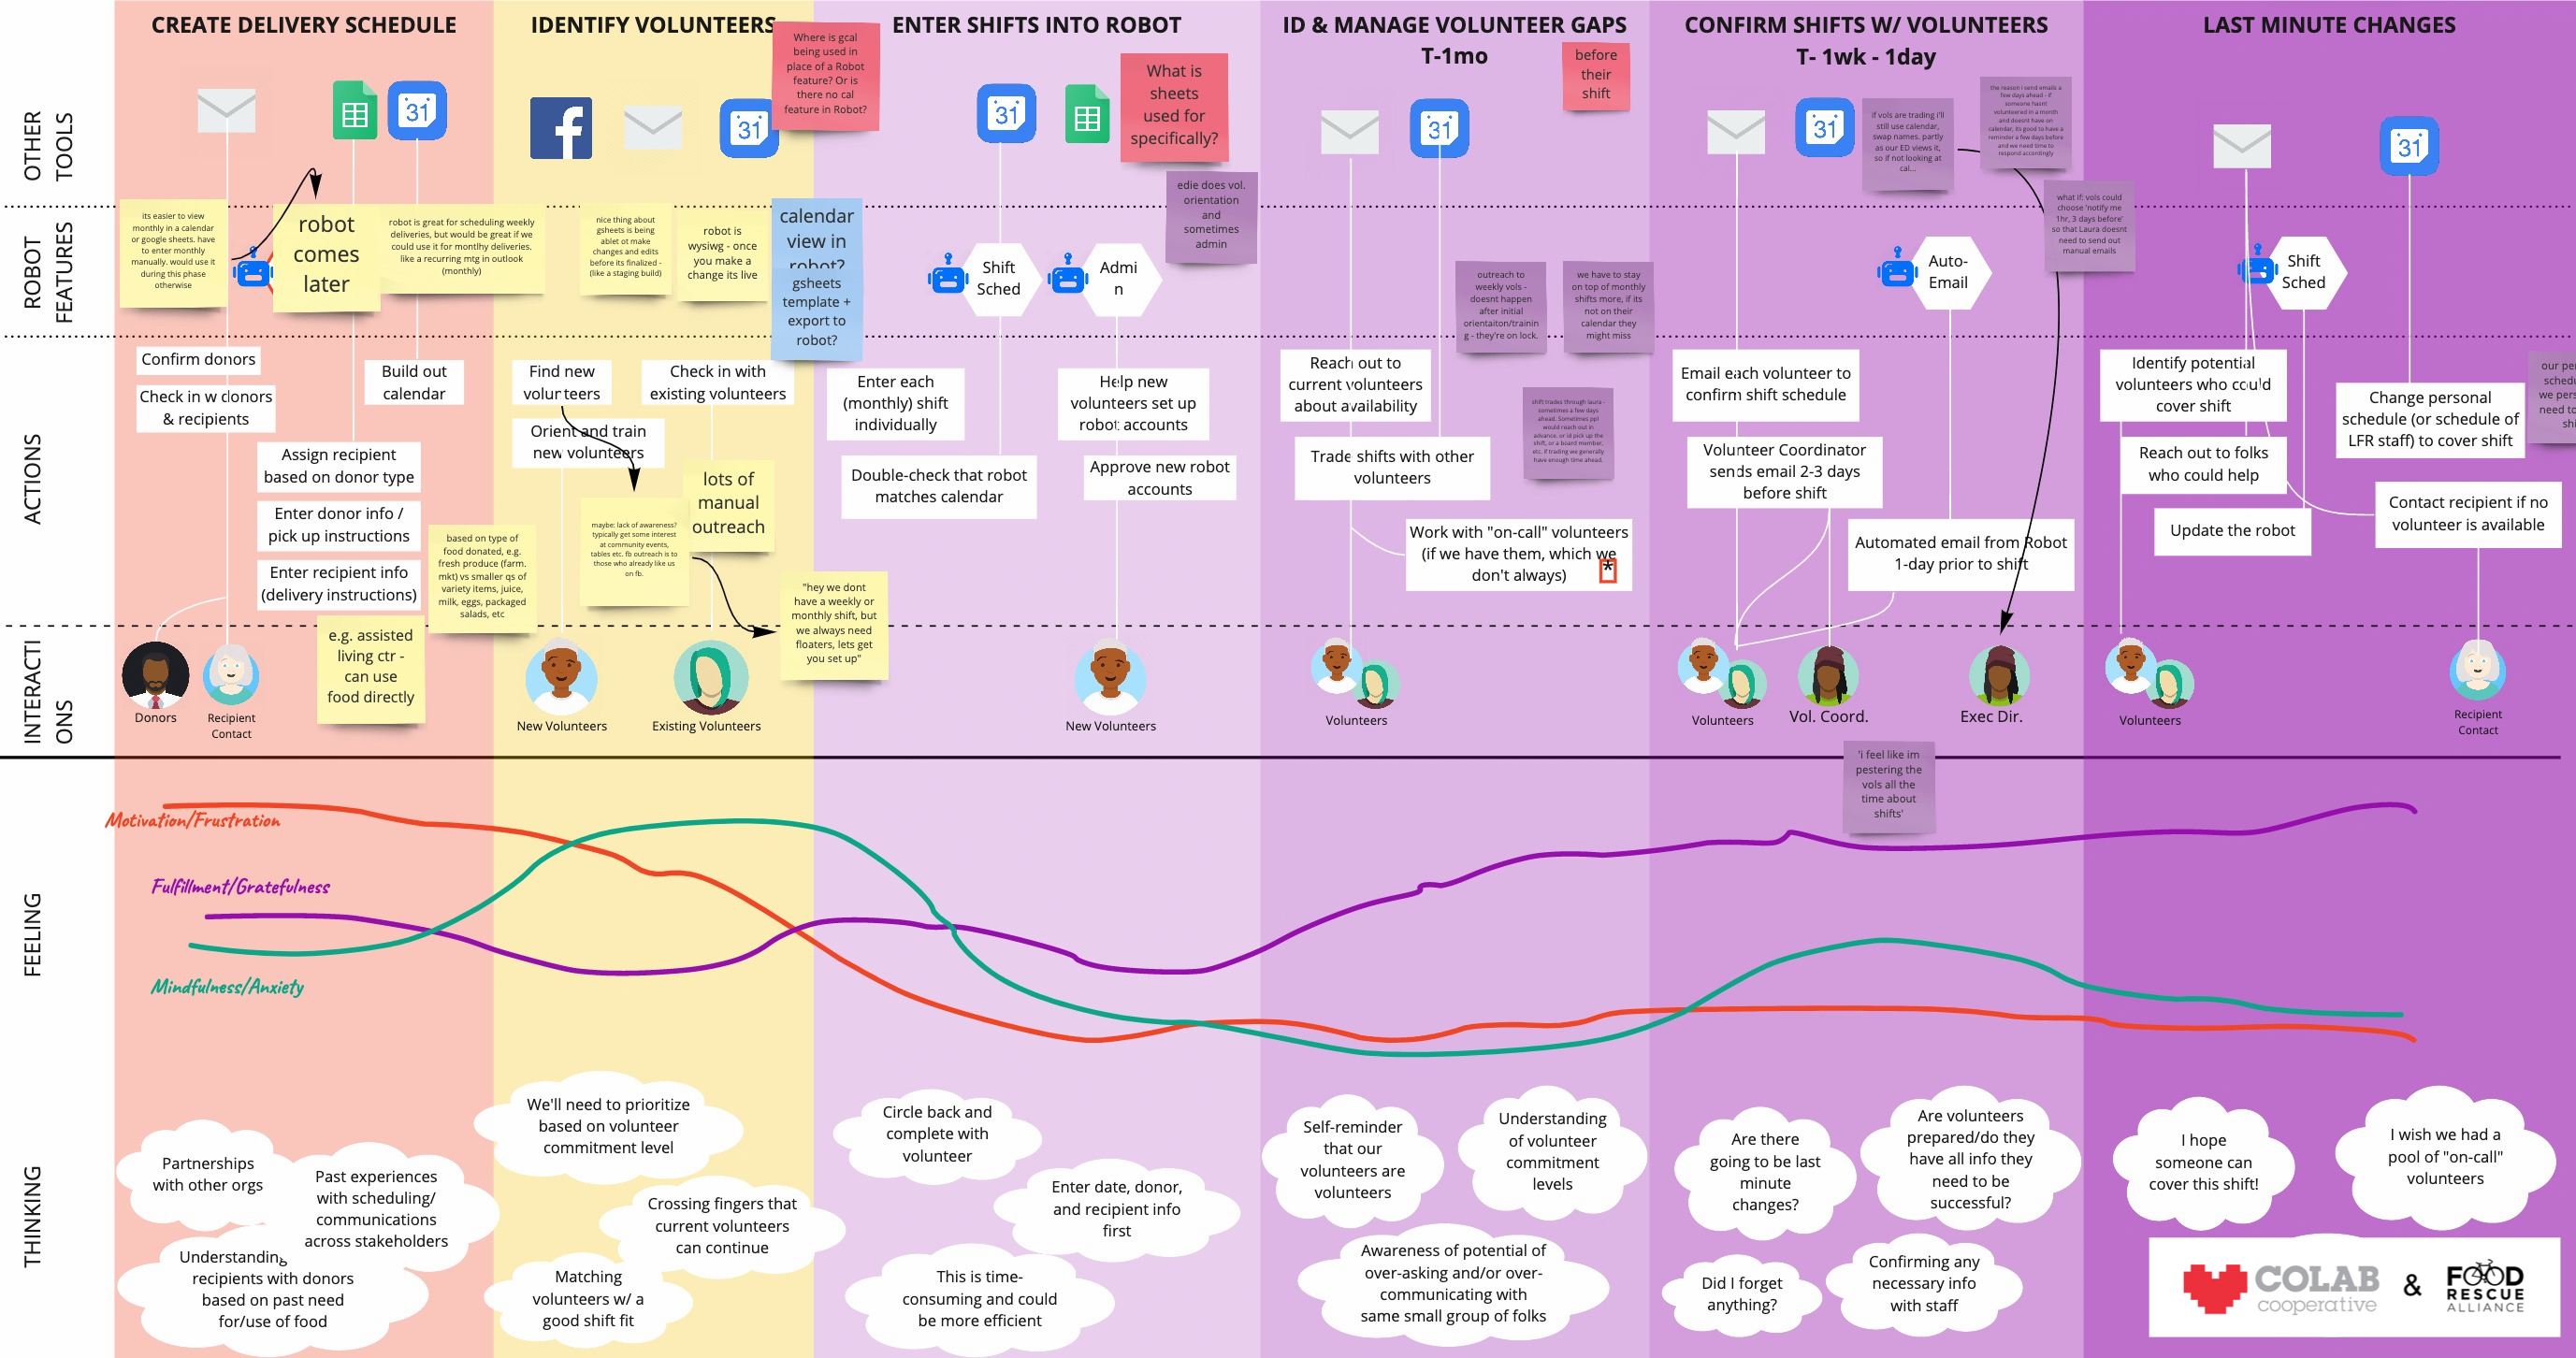 CREATE DELIVERY SCHEDULE
IDENTIFY VOLUNTEERS
ENTER SHIFTS INTO ROBOT
ID & MANAGE VOLUNTEER GAPS
T-1mo
CONFIRM SHIFTS W/ VOLUNTEERS
T- 1wk - 1day
LAST MINUTE CHANGES
OTHER
TOOLS
31
31
Where is gcal
being used in
place of a Robot
feature? Or is
there no cal
feature in Robot?
31
What is
sheets
used for
specifically?
31
before
their
shift
31
if vols are trading i'll
still use calendar,
swap names. partly
as our ED views it,
so if not looking at
cal...
the reason i send emails a
few days ahead - if
someone hasnt
volunteered in a month
and doesnt have on
calendar, its good to have a
reminder a few days before
and we need time to
respond accordingly
31
ROBOT
FEATURES
its easier to view
monthly in a calendar
or google sheets. have
to enter monthly
manually. would use it
during this phase
otherwise
robot
comes
later
robot is great for scheduling weekly
deliveries, but would be great if we
could use it for montlhy deliveries.
like a recurring mtg in outlook
(monthly)
nice thing about
gsheets is being
ablet ot make
changes and edits
before its finalized -
(like a staging build)
robot is
wysiwg - once
you make a
change its live
calendar
view in
robot?
gsheets
template +
export to
robot?
Shift
Sched
Admi
n
edie does vol.
orientation
and
sometimes
admin
outreach to
weekly vols -
doesnt happen
after initial
orientaiton/trainin
g - they're on lock.
we have to stay
on top of monthly
shifts more, if its
not on their
calendar they
might miss
Auto-
Email
what if: vols could
choose 'notify me
1hr, 3 days before'
so that Laura doesnt
need to send out
manual emails
Shift
Sched
ACTIONS
Confirm donors
Check in w donors
& recipients
Build out
calendar
Assign recipient
based on donor type
Enter donor info /
pick up instructions
Enter recipient info
(delivery instructions)
based on type of
food donated, e.g.
fresh produce (farm.
mkt) vs smaller qs of
variety items, juice,
milk, eggs, packaged
salads, etc
Find new
volunteers
Check in with
existing volunteers
Orient and train
new volunteers
lots of
manual
outreach
maybe: lack of awareness?
typically get some interest
at community events,
tables etc. fb outreach is to
those who already like us
on fb.
"hey we dont
have a weekly or
monthly shift, but
we always need
floaters, lets get
you set up"
Enter each
(monthly) shift
individually
Double-check that robot
matches calendar
Help new
volunteers set up
robot accounts
Approve new robot
accounts
Reach out to
current volunteers
about availability
Trade shifts with other
volunteers
shift trades through laura -
sometimes a few days
ahead. Sometimes ppl
would reach out in
advance. or id pick up the
shift, or a board member,
etc. if trading we generally
have enough time ahead.
Work with "on-call" volunteers
(if we have them, which we
don't always)
*
Email each volunteer to
confirm shift schedule
Volunteer Coordinator
sends email 2-3 days
before shift
Automated email from Robot
1-day prior to shift
Identify potential
volunteers who could
cover shift
Reach out to folks
who could help
Update the robot
Change personal
schedule (or schedule of
LFR staff) to cover shift
Contact recipient if no
volunteer is available
our
we
need
INTERACTI
ONS
e.g. assisted
living ctr -
can use
food directly
Donors
Recipient
Contact
New Volunteers
Existing Volunteers
New Volunteers
Volunteers
Volunteers
Vol. Coord.
Exec Dir.
Volunteers
Recipient
Contact
'i feel like im
pestering the
vols all the
time about
shifts'
FEELING
Motivation/Frustration
Fulfillment/Gratefulness
Mindfulness/Anxiety
THINKING
Partnerships
with other orgs
Past experiences
with scheduling/
communications
across stakeholders
Understanding
recipients with donors
based on past need
for/use of food
We'll need to prioritize
based on volunteer
commitment level
Crossing fingers that
current volunteers
can continue
Matching
volunteers w/ a
good shift fit
Circle back and
complete with
volunteer
Enter date, donor,
and recipient info
first
This is time-
consuming and could
be more efficient
Self-reminder
that our
volunteers are
volunteers
Understanding
of volunteer
commitment
levels
Awareness of potential of
over-asking and/or over-
communicating with
same small group of folks
Are there
going to be last
minute
changes?
Are volunteers
prepared/do they
have all info they
need to be
successful?
Did I forget
anything?
Confirming any
necessary info
with staff
I hope
someone can
cover this shift!
I wish we had a
pool of "on-call"
volunteers
COLAB
cooperative
&
FOOD
RESCUE
ALLIANCE